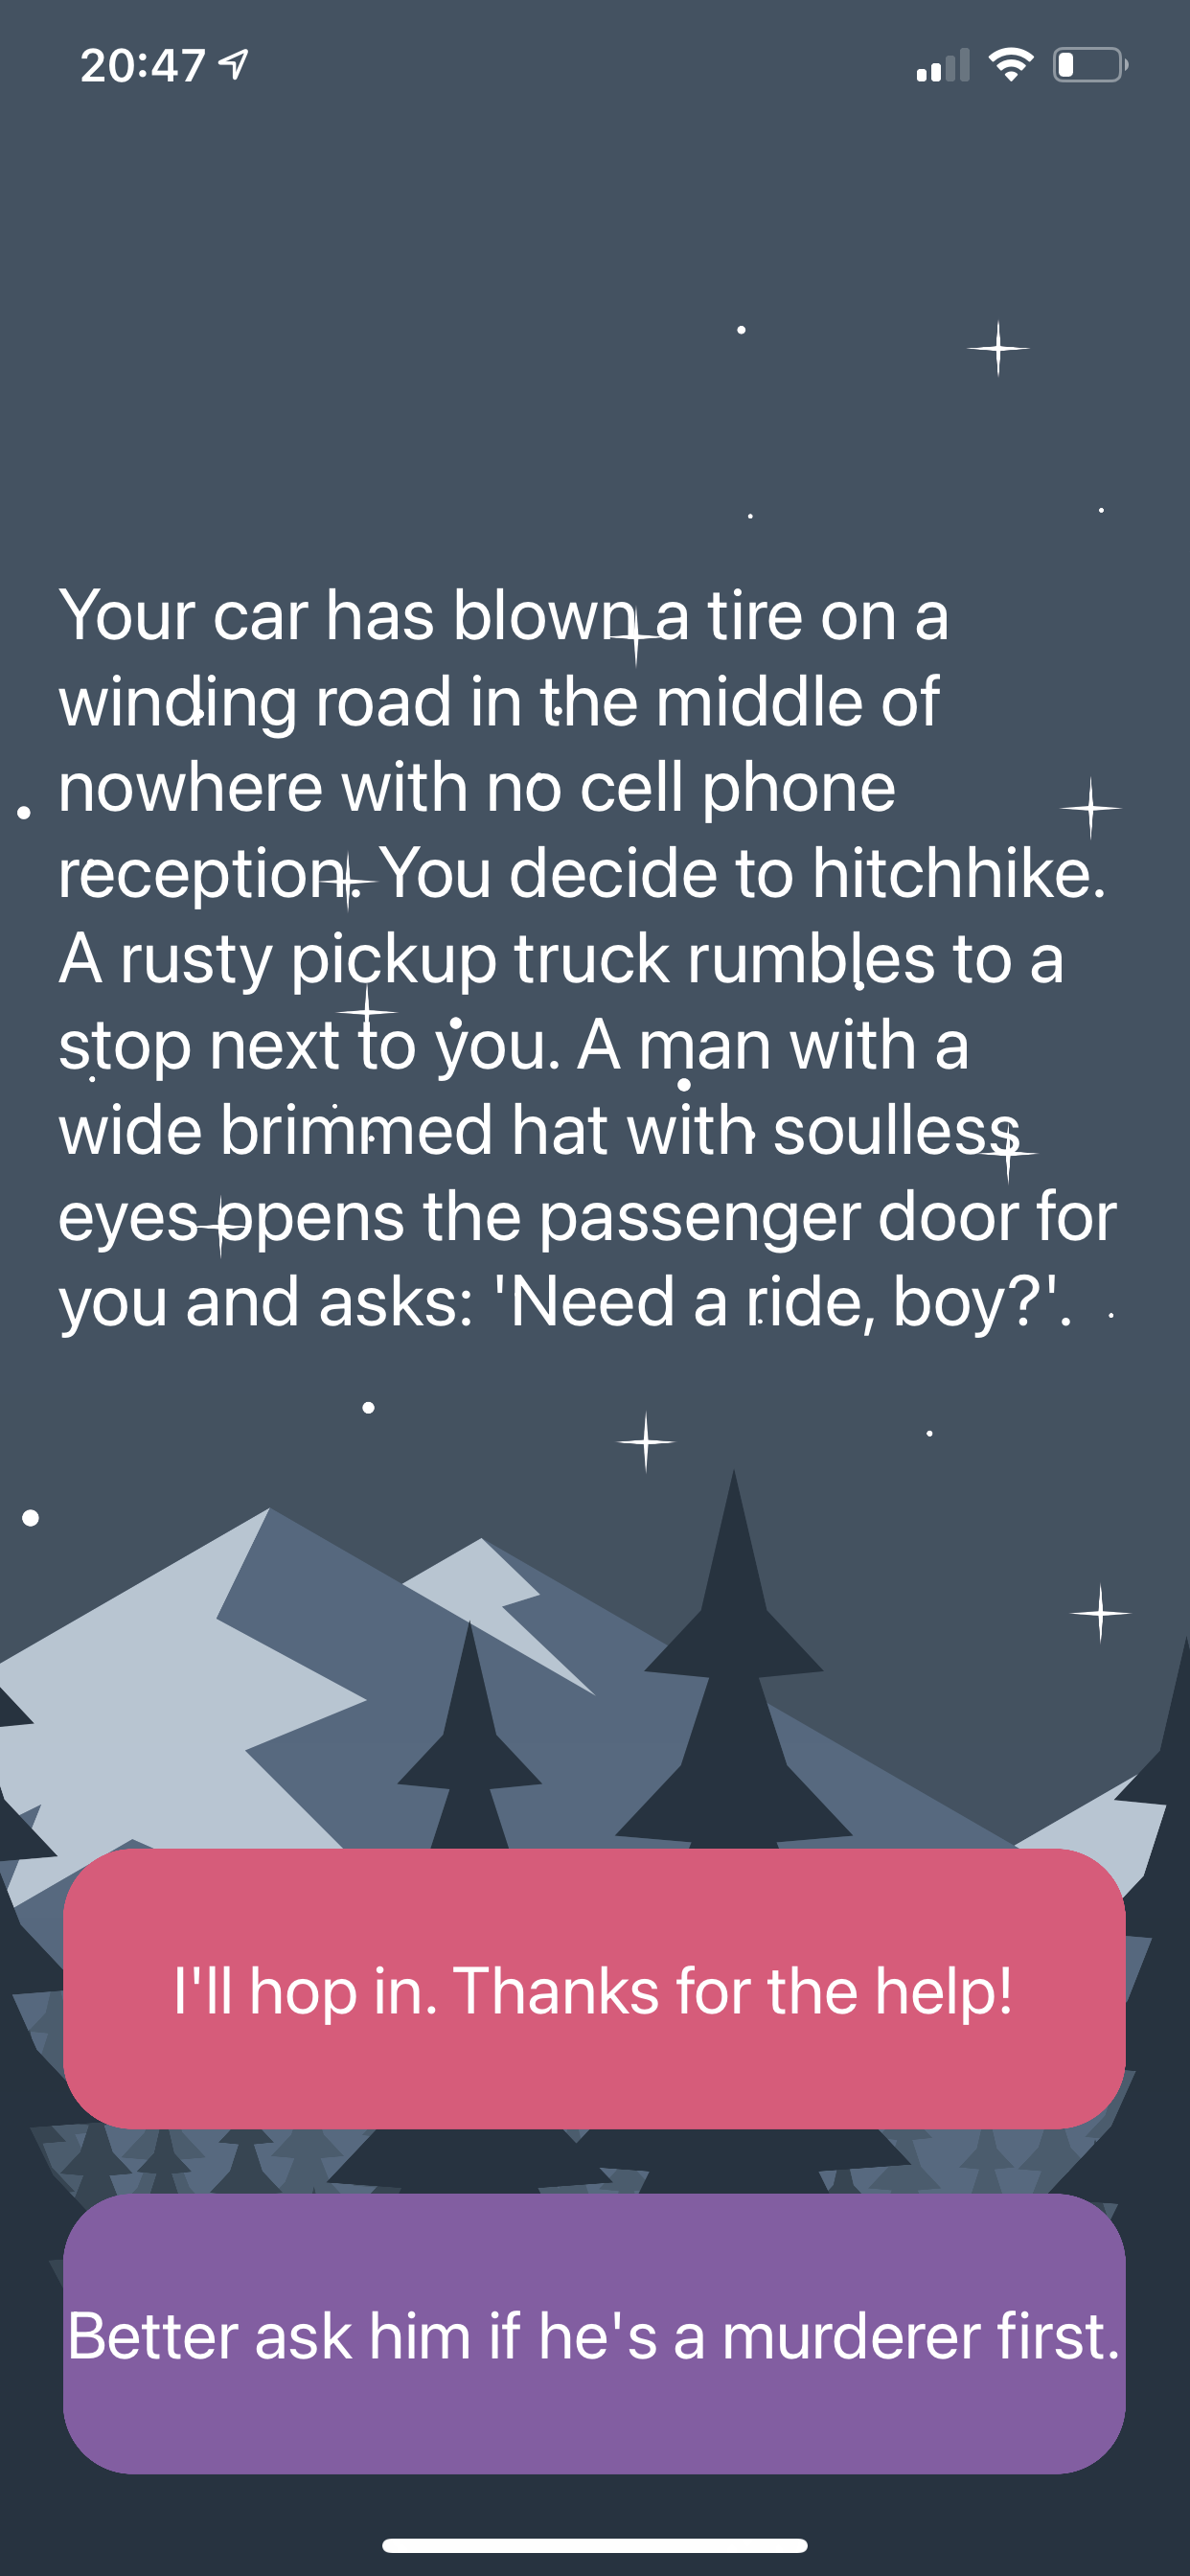 20:47
Your car has blown a tire on a
winding road in the middle of
nowhere with no cell phone
reception. You decide to hitchhike.
A rusty pickup truck rumbles to a
stop next to you. A man with a
wide brimmed hat with soulless
eyes opens the passenger door for
you and asks: 'Need a ride, boy?'.
I'll hop in. Thanks for the help!
Better ask him if he's a murderer first.